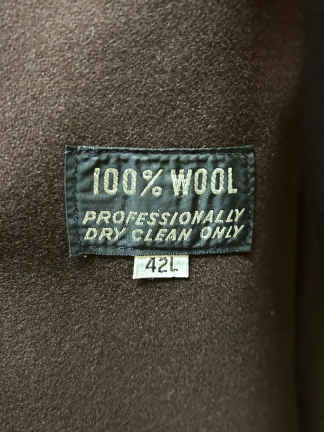 100% WOOL
PROFESSIONALLY
DRY CLEAN ONLY
42L